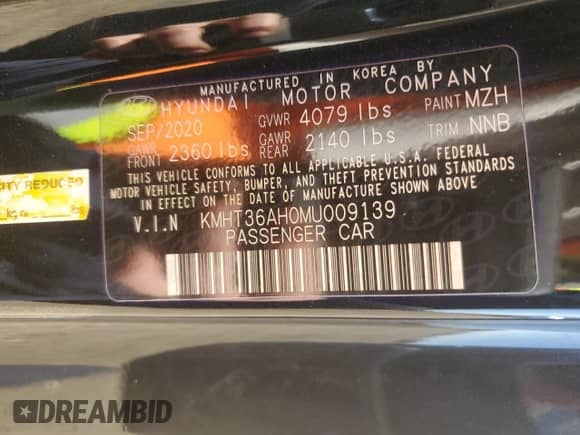 MANUFACTURED IN KOREA BY
HYUNDAI MOTOR COMPANY
SEP/2020 GVWR 4079 lbs PAINT MZH
GAWR FRONT 2360 lbs GAWR REAR 2140 lbs TRIM NNB
THIS VEHICLE CONFORMS TO ALL APPLICABLE U.S.A. FEDERAL
MOTOR VEHICLE SAFETY, BUMPER, AND THEFT PREVENTION STANDARDS
IN EFFECT ON THE DATE OF MANUFACTURE SHOWN ABOVE
V.I.N KMHT36AH0MU009139
PASSENGER CAR
CITY REDUCED
kg
DREAMBID